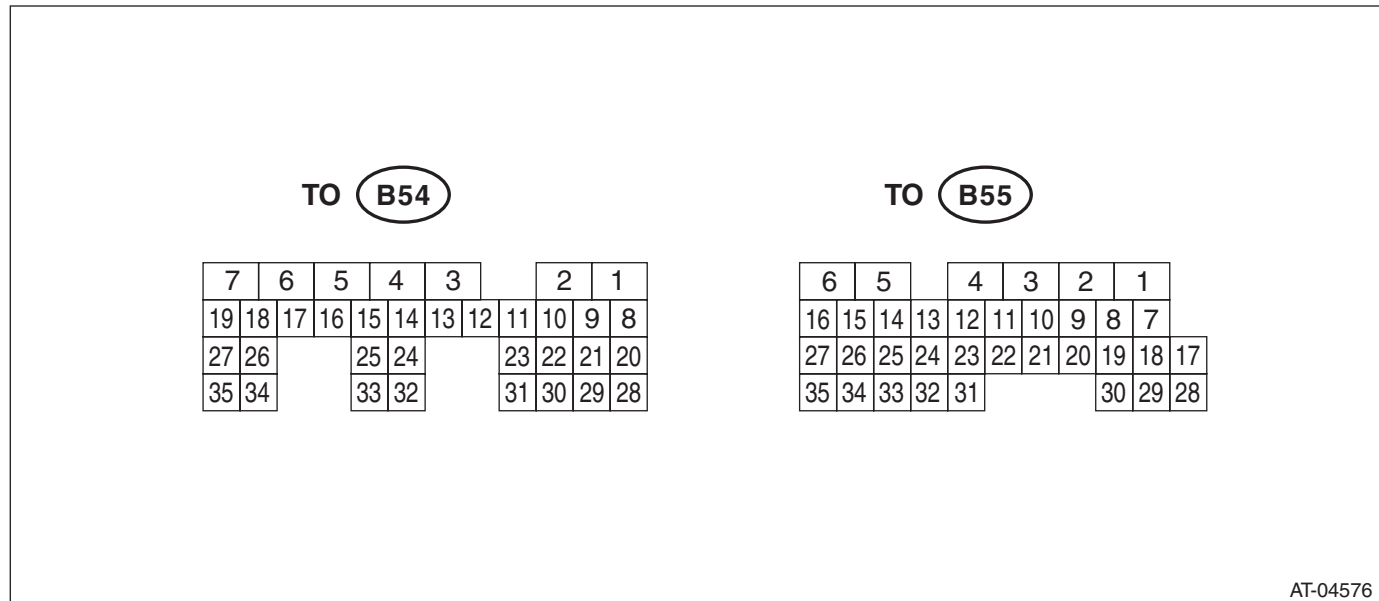 TO B54
7 6 5 4 3 2 1
19 18 17 16 15 14 13 12 11 10 9 8
27 26 25 24 23 22 21 20
35 34 33 32 31 30 29 28
TO B55
6 5 4 3 2 1
16 15 14 13 12 11 10 9 8 7
27 26 25 24 23 22 21 20 19 18 17
35 34 33 32 31 30 29 28
AT-04576